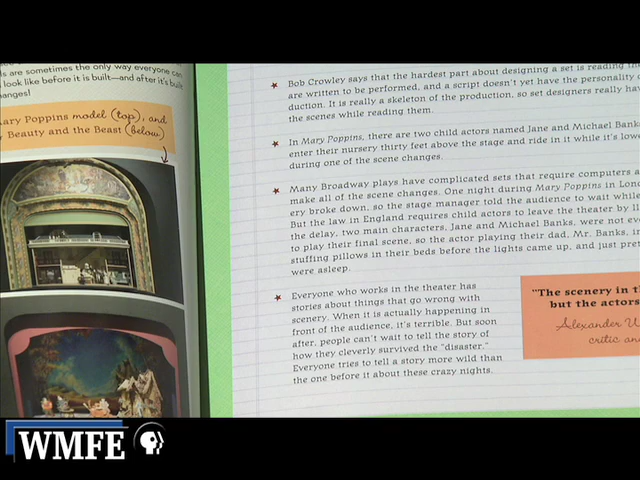 ls are sometimes the only way everyone can
look like before it is built—and after it's built
anges!
ary Poppins model (top), and
Beauty and the Beast (below)
Bob Crowley says that the hardest part about designing a set is reading
are written to be performed, and a script doesn't yet have the personality
duction. It is really a skeleton of the production, so set designers really
the scenes while reading them.
In Mary Poppins, there are two child actors named Jane and Michael Banks
enter their nursery thirty feet above the stage and ride in it while it's
during one of the scene changes.
Many Broadway plays have complicated sets that require computers
make all of the scene changes. One night during Mary Poppins in
ery broke down, so the stage manager told the audience to wait while
But the law in England requires child actors to leave the theater by
the delay, two main characters, Jane and Michael Banks, were not
to play their final scene, so the actor playing their dad, Mr. Banks,
stuffing pillows in their beds before the lights came up, and just
were asleep.
Everyone who works in the theater has
stories about things that go wrong with
scenery. When it is actually happening in
front of the audience, it's terrible. But soon
after, people can't wait to tell the story of
how they cleverly survived the "disaster."
Everyone tries to tell a story more wild than
the one before it about these crazy nights.
"The scenery in
but the actors
Alexander
critic
WMFE